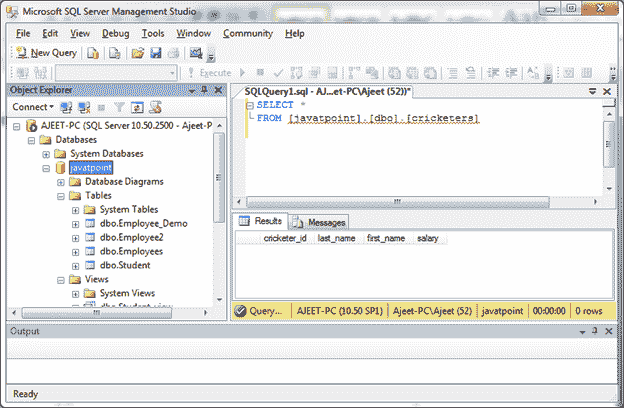 Microsoft SQL Server Management Studio
File Edit View Debug Tools Window Community Help
New Query
Execute
Object Explorer
Connect
AJEET-PC (SQL Server 10.50.2500 - Ajeet-P
Databases
System Databases
javatpoint
Database Diagrams
Tables
System Tables
dbo.Employee_Demo
dbo.Employee2
dbo.Employees
dbo.Student
Views
System Views
dbo.Student_view
SQLQuery1.sql - AJ...et-PC\Ajeet (52))*
SELECT *
FROM [javatpoint].[dbo].[cricketers]
Results Messages
cricketer_id last_name first_name salary
Query... AJEET-PC (10.50 SP1) Ajeet-PC\Ajeet (52) javatpoint 00:00:00 0 rows
Output
Ready